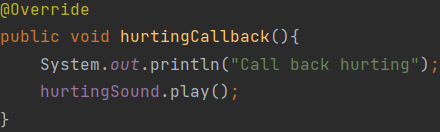 @Override
public void hurtingCallback(){
    System.out.println("Call back hurting");
    hurtingSound.play();
}